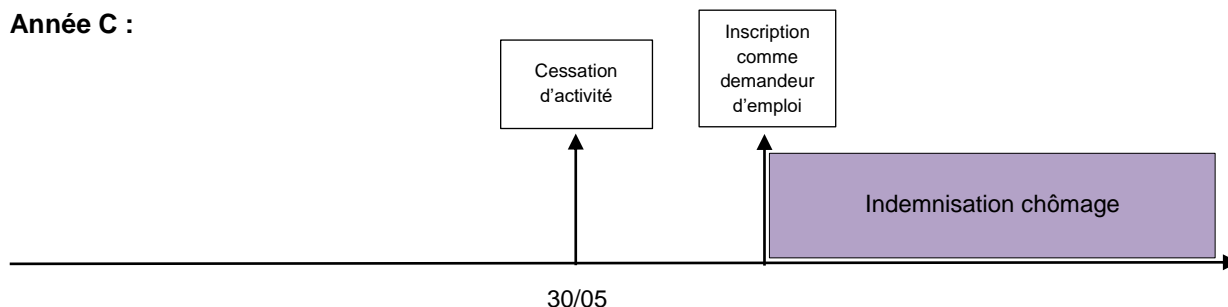 Année C :
Cessation
d’activité
Inscription
comme
demandeur
d’emploi
Indemnisation chômage
30/05